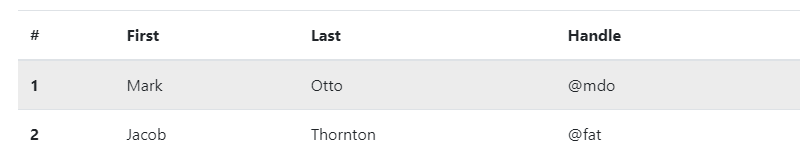 # First Last Handle
1 Mark Otto @mdo
2 Jacob Thornton @fat